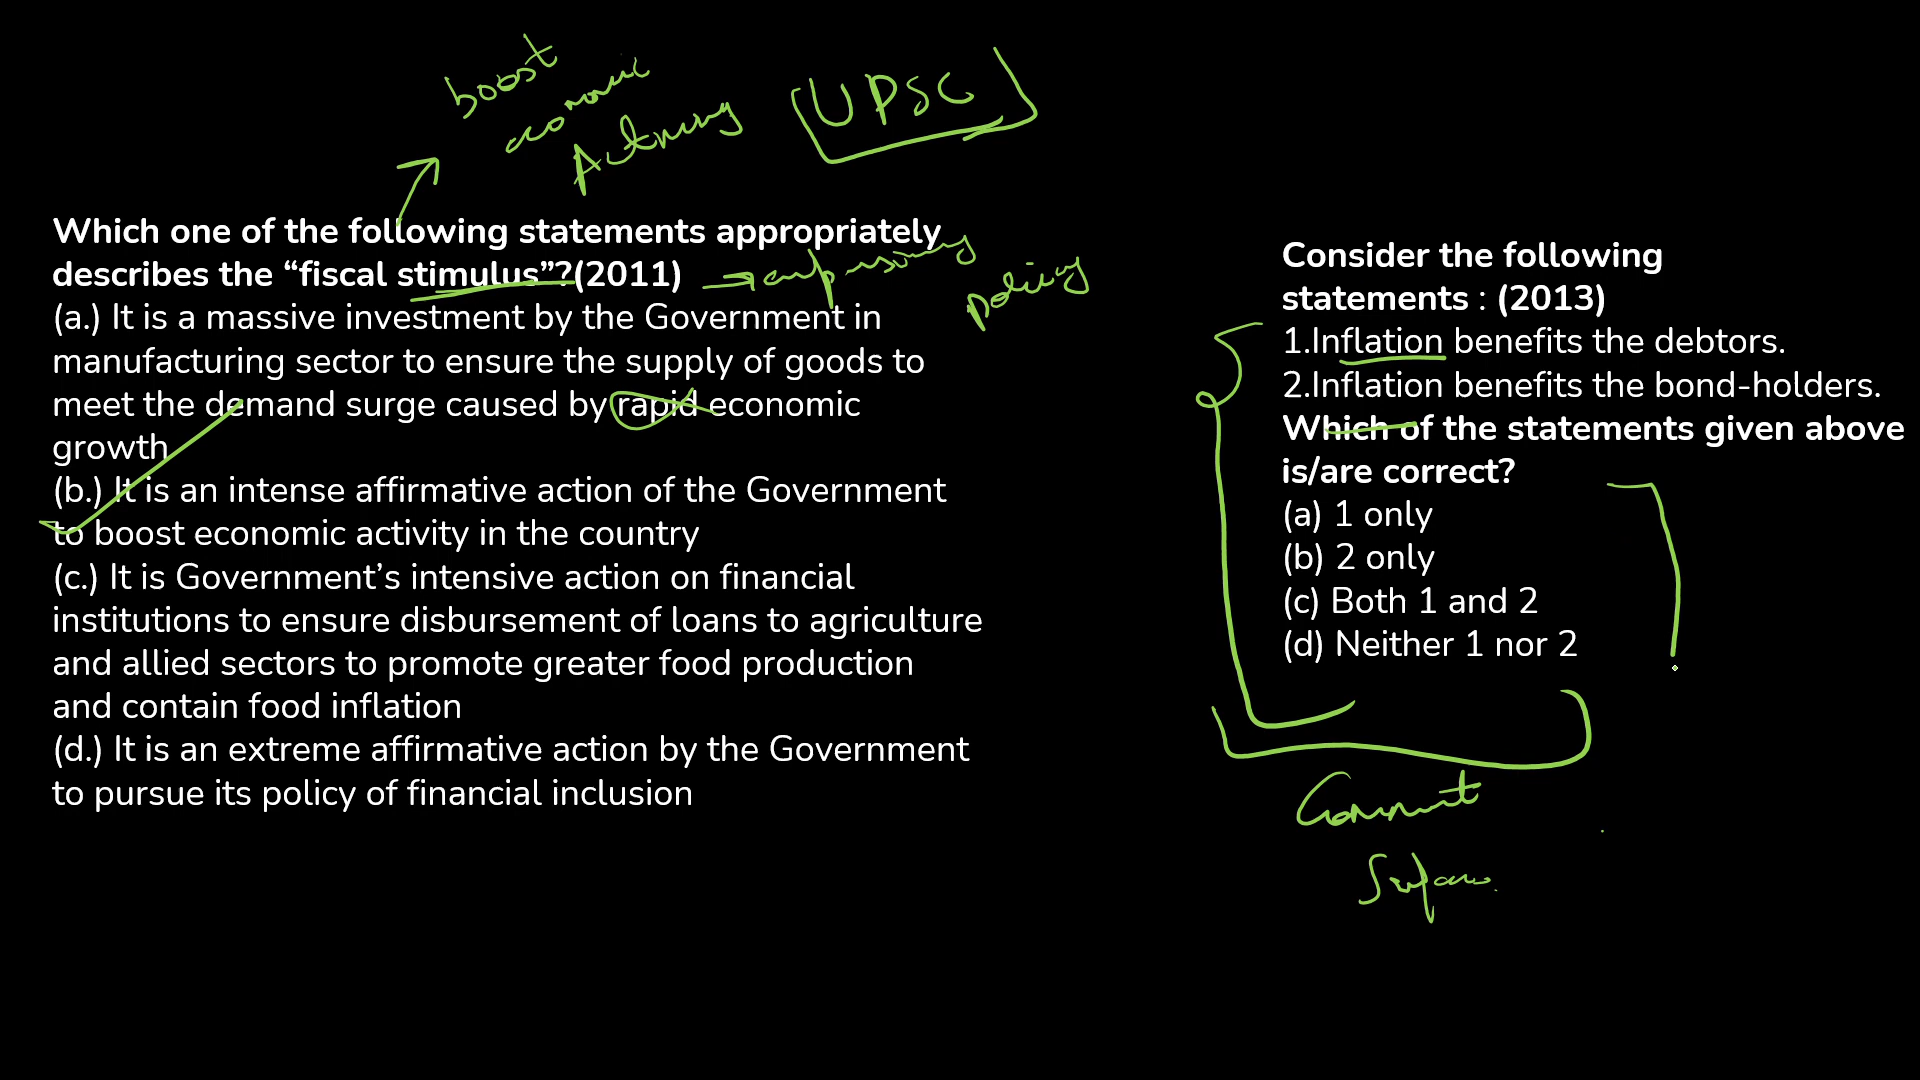 boost
economic
UPSC
Which one of the following statements appropriately
describes the “fiscal stimulus”?(2011)
policy
(a.) It is a massive investment by the Government in
manufacturing sector to ensure the supply of goods to
meet the demand surge caused by rapid economic
growth
(b.) It is an intense affirmative action of the Government
to boost economic activity in the country
(c.) It is Government’s intensive action on financial
institutions to ensure disbursement of loans to agriculture
and allied sectors to promote greater food production
and contain food inflation
(d.) It is an extreme affirmative action by the Government
to pursue its policy of financial inclusion
Consider the following
statements : (2013)
1.Inflation benefits the debtors.
2.Inflation benefits the bond-holders.
Which of the statements given above
is/are correct?
(a) 1 only
(b) 2 only
(c) Both 1 and 2
(d) Neither 1 nor 2
Comment